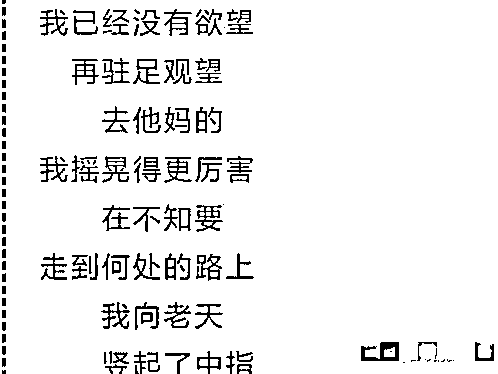 我已经没有欲望
再驻足观望
去他妈的
我摇晃得更厉害
在不知要
走到何处的路上
我向老天
竖起了中指